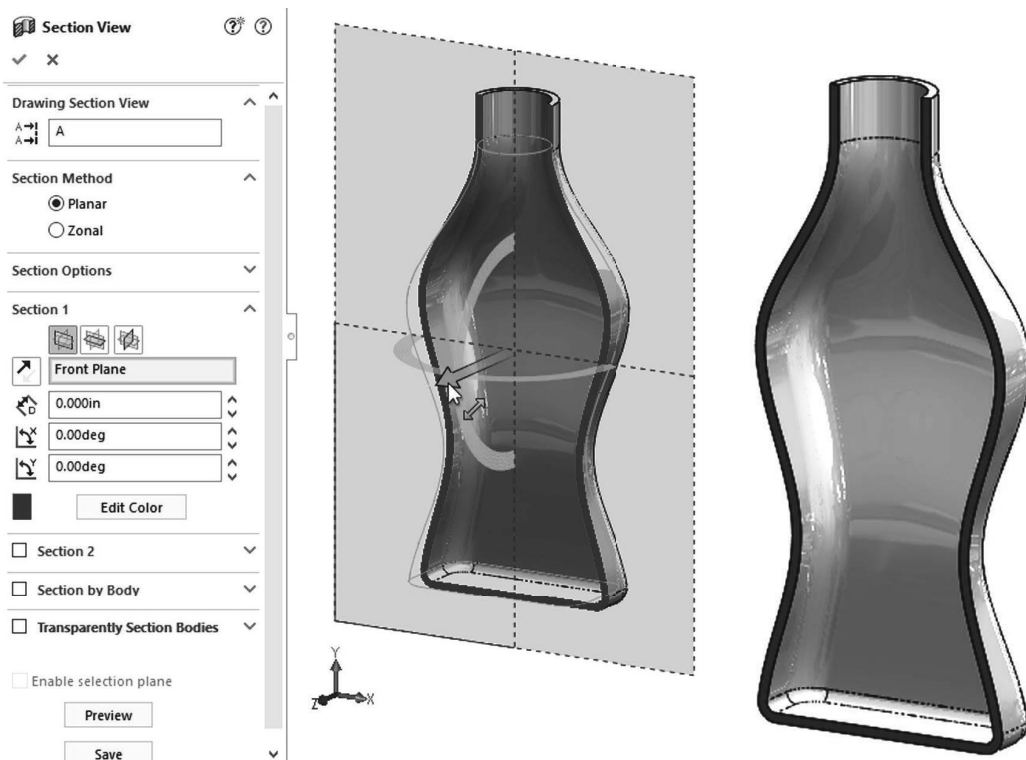 Section View
Drawing Section View
A
A
A
Section Method
Planar
Zonal
Section Options
Section 1
Front Plane
D
0.000in
X
0.00deg
Y
0.00deg
Edit Color
Section 2
Section by Body
Transparently Section Bodies
Enable selection plane
Preview
Save
Y
Z
X